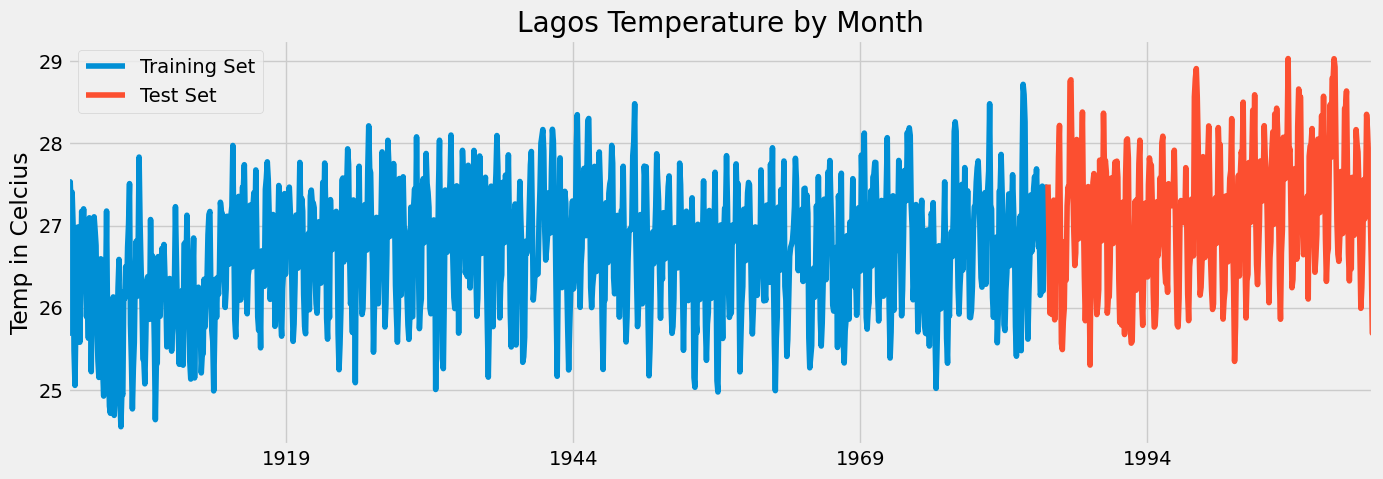 Lagos Temperature by Month
Training Set
Test Set
Temp in Celcius
29
28
27
26
25
1919
1944
1969
1994